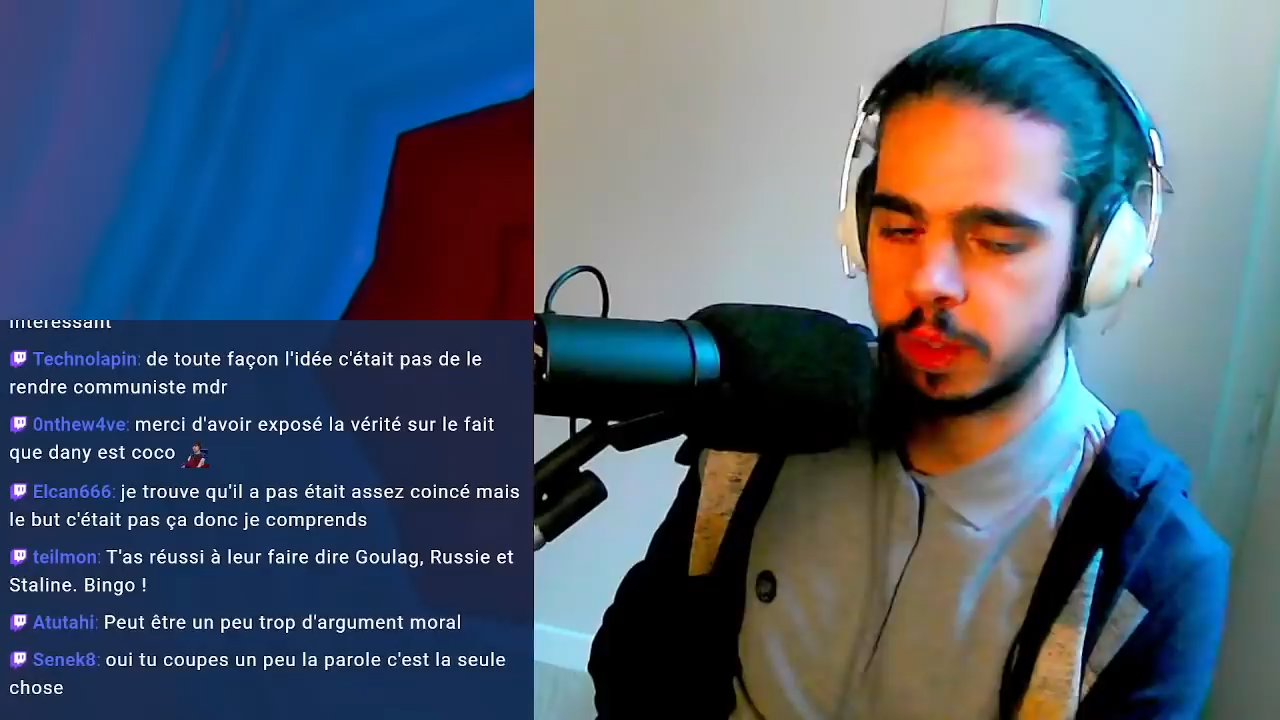 intéressant
Technolapin: de toute façon l'idée c'était pas de le
rendre communiste mdr
0nthew4ve: merci d'avoir exposé la vérité sur le fait
que dany est coco
Elcan666: je trouve qu'il a pas était assez coincé mais
le but c'était pas ça donc je comprends
teilmon: T'as réussi à leur faire dire Goulag, Russie et
Staline. Bingo !
Atutahi: Peut être un peu trop d'argument moral
Senek8: oui tu coupes un peu la parole c'est la seule
chose